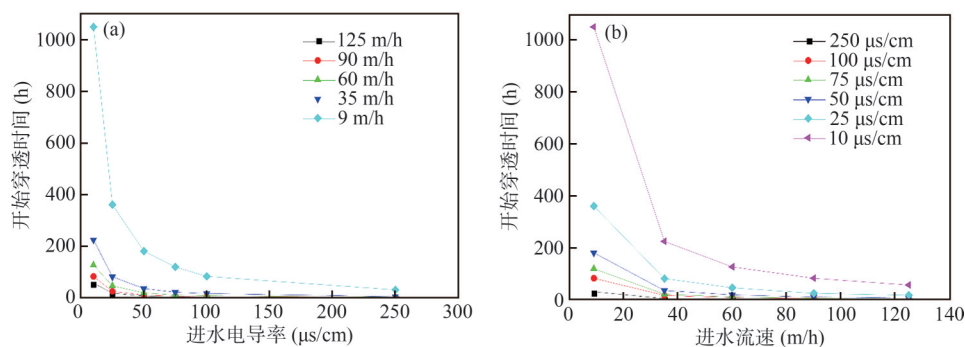 (a)
125 m/h
90 m/h
60 m/h
35 m/h
9 m/h
开始穿透时间 (h)
1000
800
600
400
200
0
0 50 100 150 200 250 300
进水电导率 (μs/cm)
(b)
250 μs/cm
100 μs/cm
75 μs/cm
50 μs/cm
25 μs/cm
10 μs/cm
开始穿透时间 (h)
1000
800
600
400
200
0
0 20 40 60 80 100 120 140
进水流速 (m/h)